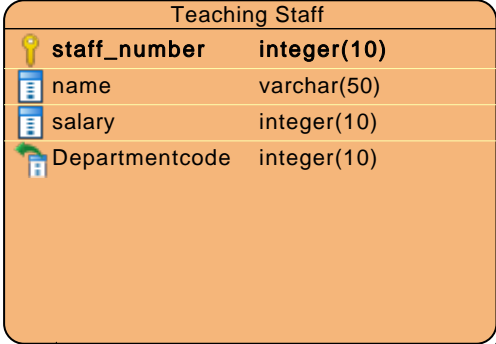 Teaching Staff
staff_number integer(10)
name varchar(50)
salary integer(10)
Departmentcode integer(10)